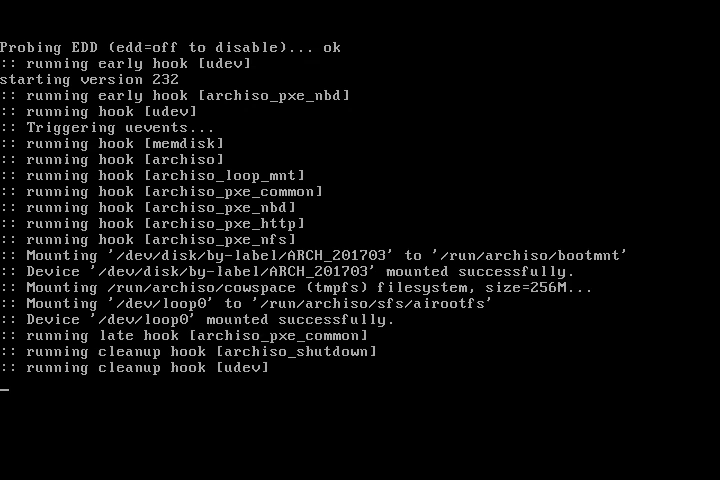 Probing EDD (edd=off to disable)... ok
:: running early hook [udev]
starting version 232
:: running early hook [archiso_pxe_nbd]
:: running hook [udev]
:: Triggering uevents...
:: running hook [memdisk]
:: running hook [archiso]
:: running hook [archiso_loop_mnt]
:: running hook [archiso_pxe_common]
:: running hook [archiso_pxe_nbd]
:: running hook [archiso_pxe_http]
:: running hook [archiso_pxe_nfs]
:: Mounting '/dev/disk/by-label/ARCH_201703' to '/run/archiso/bootmnt'
:: Device '/dev/disk/by-label/ARCH_201703' mounted successfully.
:: Mounting /run/archiso/cowspace (tmpfs) filesystem, size=256M...
:: Mounting '/dev/loop0' to '/run/archiso/sfs/airootfs'
:: Device '/dev/loop0' mounted successfully.
:: running late hook [archiso_pxe_common]
:: running cleanup hook [archiso_shutdown]
:: running cleanup hook [udev]
_